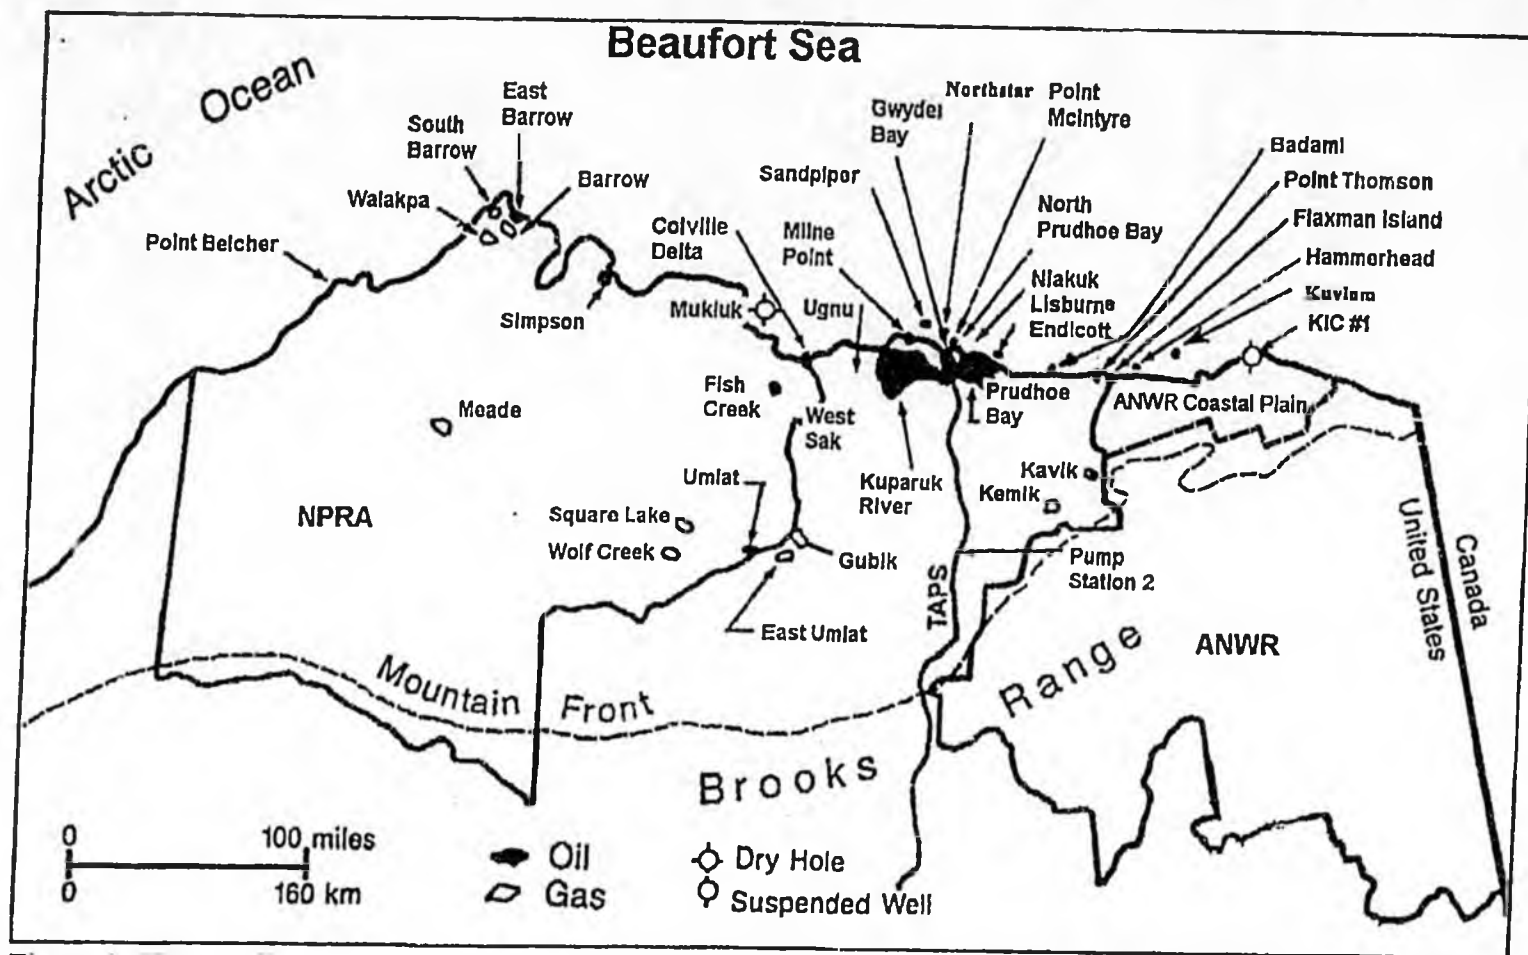 Beaufort Sea
Arctic Ocean
East
Barrow
South
Barrow
Walakpa
Barrow
Point Belcher
Simpson
Colville
Delta
Mukluk
Sandpiper
Milne
Point
Ugnu
Gwyder
Bay
Northstar
Point
McIntyre
North
Prudhoe Bay
Niakuk
Lisburne
Endicott
Badami
Point Thomson
Flaxman Island
Hammerhead
Kuvlum
KIC #1
Meade
Fish
Creek
West
Sak
Prudhoe
Bay
ANWR Coastal Plain
NPRA
Umiat
Square Lake
Wolf Creek
Gubik
East Umiat
Kuparuk
River
Kavik
Kemik
Pump
Station 2
TAPS
Canada
United States
ANWR
Mountain Front
Brooks Range
0 100 miles
0 160 km
Oil
Gas
Dry Hole
Suspended Well